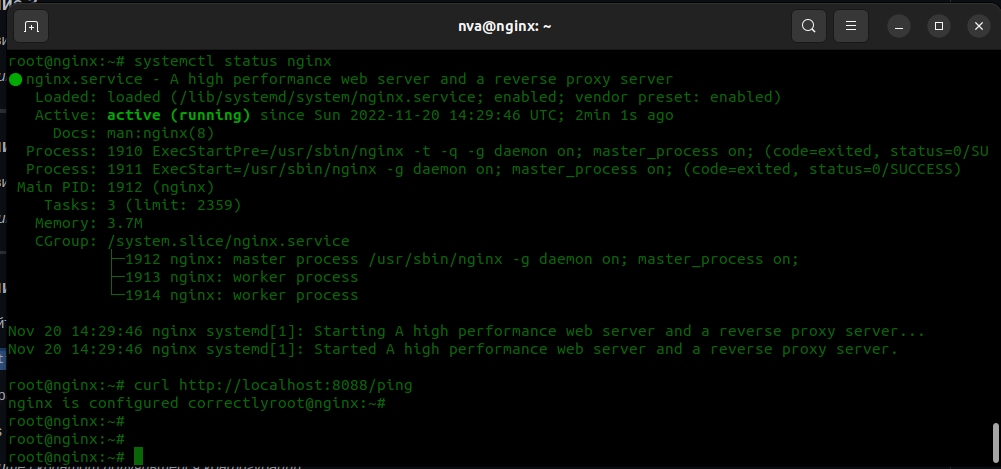 nva@nginx: ~
root@nginx:~# systemctl status nginx
nginx.service - A high performance web server and a reverse proxy server
Loaded: loaded (/lib/systemd/system/nginx.service; enabled; vendor preset: enabled)
Active: active (running) since Sun 2022-11-20 14:29:46 UTC; 2min 1s ago
Docs: man:nginx(8)
Process: 1910 ExecStartPre=/usr/sbin/nginx -t -q -g daemon on; master_process on; (code=exited, status=0/SU
Process: 1911 ExecStart=/usr/sbin/nginx -g daemon on; master_process on; (code=exited, status=0/SUCCESS)
Main PID: 1912 (nginx)
Tasks: 3 (limit: 2359)
Memory: 3.7M
CGroup: /system.slice/nginx.service
├─1912 nginx: master process /usr/sbin/nginx -g daemon on; master_process on;
├─1913 nginx: worker process
└─1914 nginx: worker process
Nov 20 14:29:46 nginx systemd[1]: Starting A high performance web server and a reverse proxy server...
Nov 20 14:29:46 nginx systemd[1]: Started A high performance web server and a reverse proxy server.
root@nginx:~# curl http://localhost:8088/ping
nginx is configured correctlyroot@nginx:~#
root@nginx:~#
root@nginx:~#
root@nginx:~#